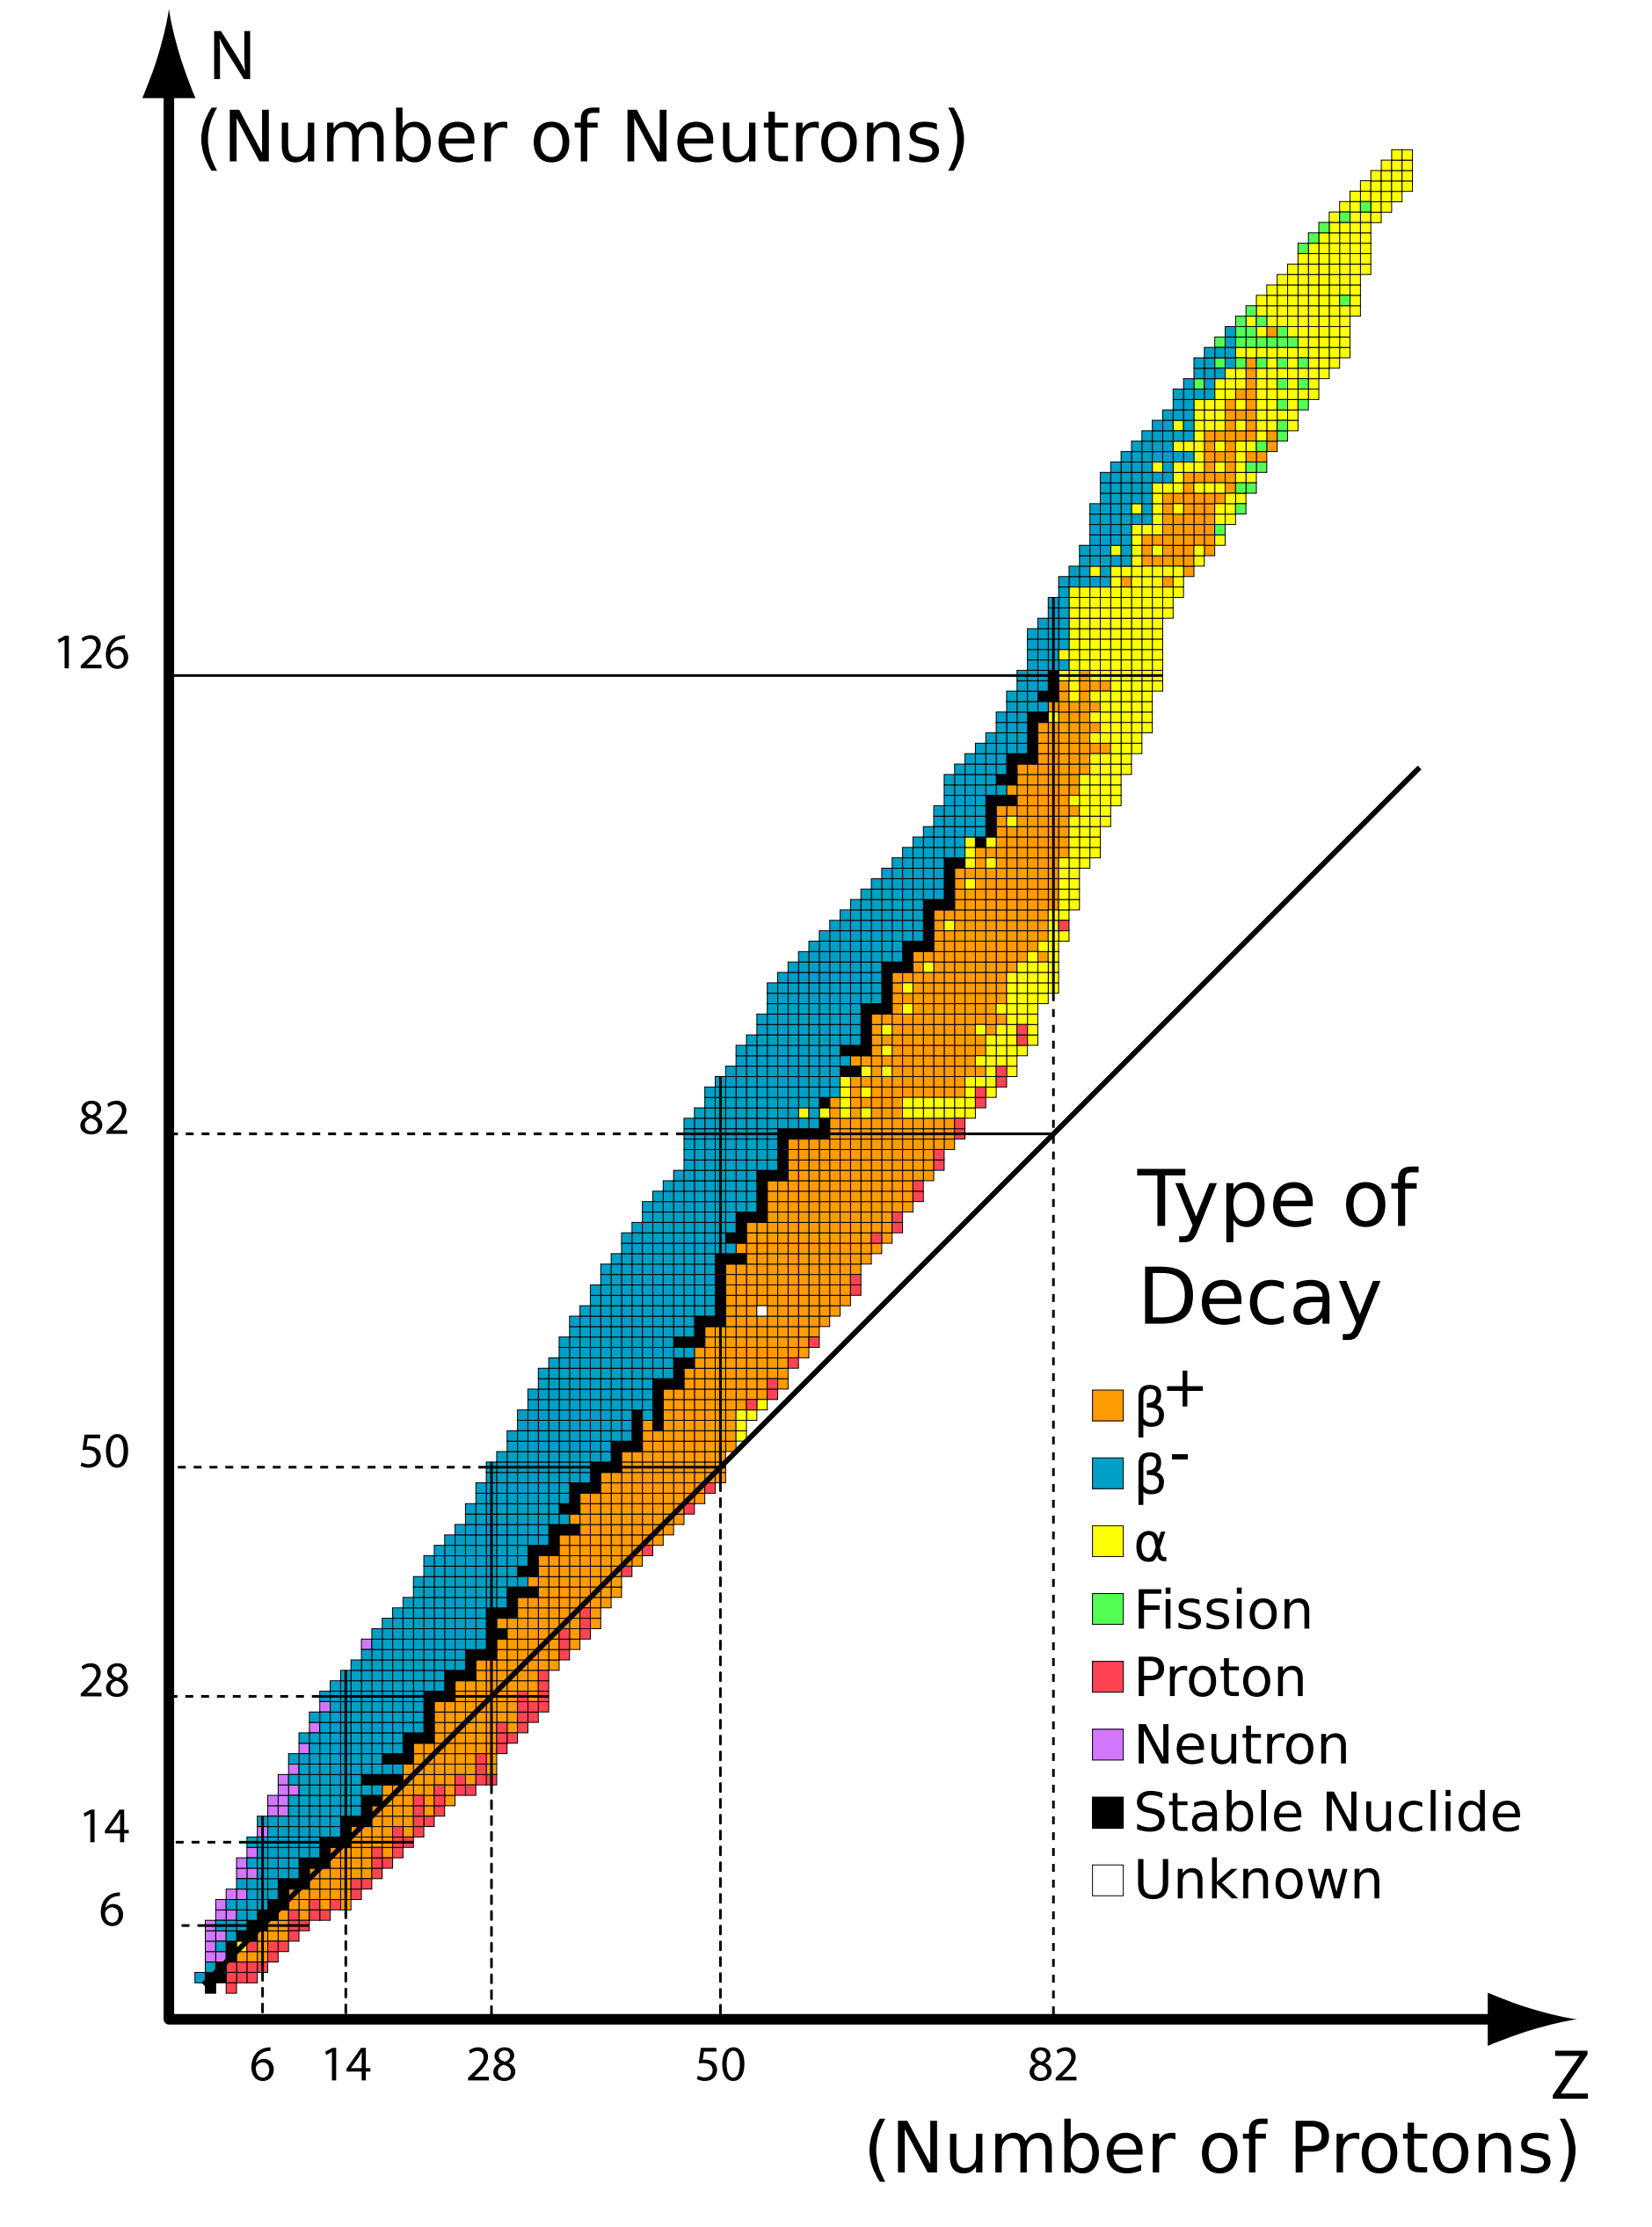 N
(Number of Neutrons)
126
82
50
28
14
6
Type of
Decay
β+
β-
α
Fission
Proton
Neutron
Stable Nuclide
Unknown
6 14 28 50 82
Z
(Number of Protons)